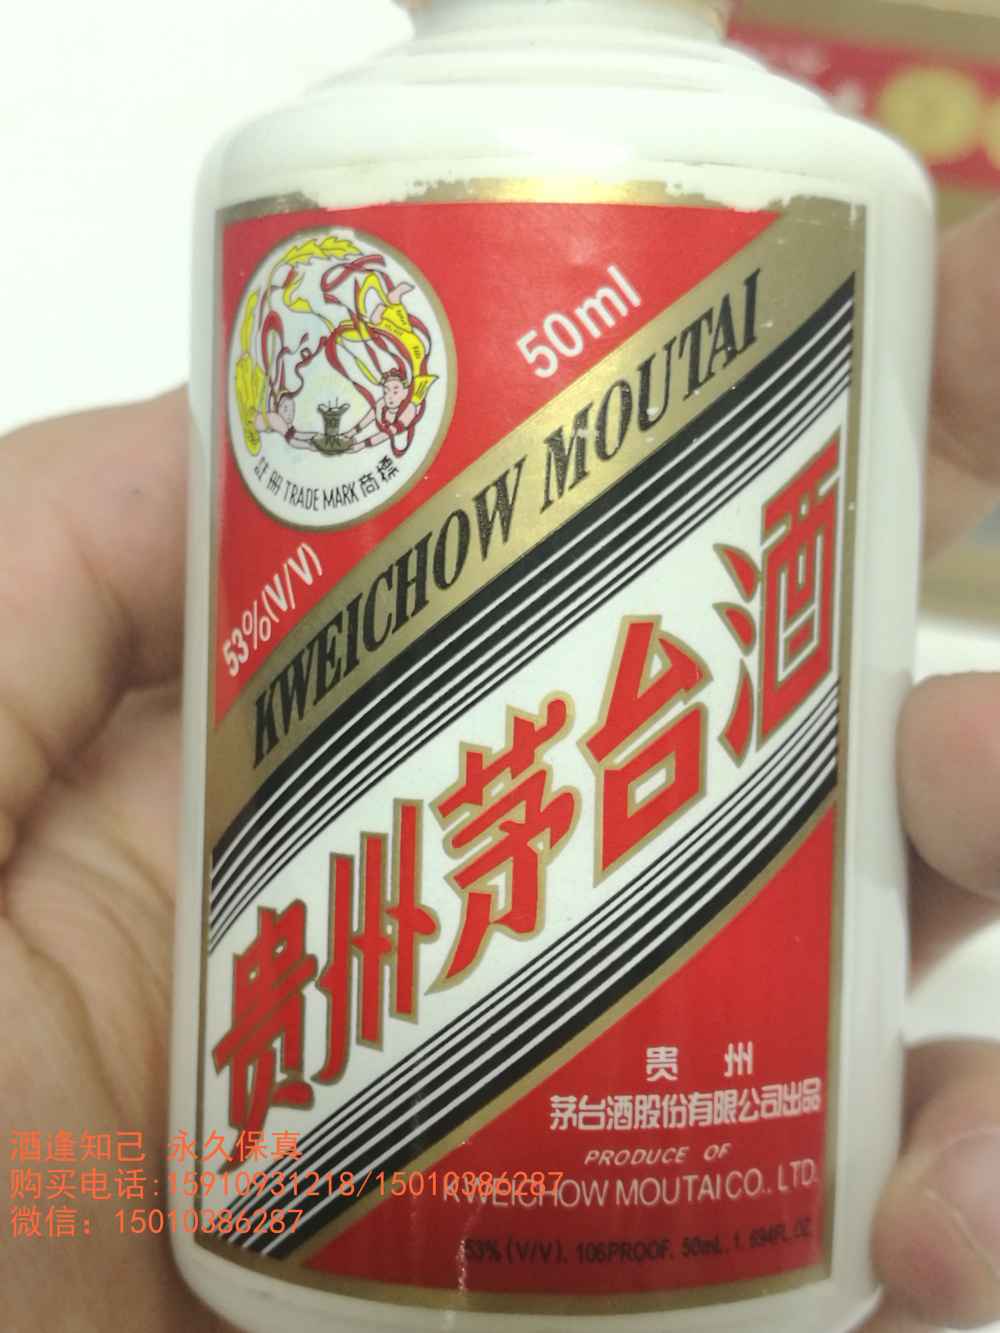 50ml
注册 TRADE MARK 商標
53%(V/V)
KWEICHOW MOUTAI
贵州茅台酒
贵 州
茅台酒股份有限公司出品
PRODUCE OF
KWEICHOW MOUTAI CO., LTD.
53% (V/V). 106PROOF. 50mL. 1.694FL.OZ.
酒逢知己 永久保真
购买电话:15910931218/15010386287
微信：15010386287